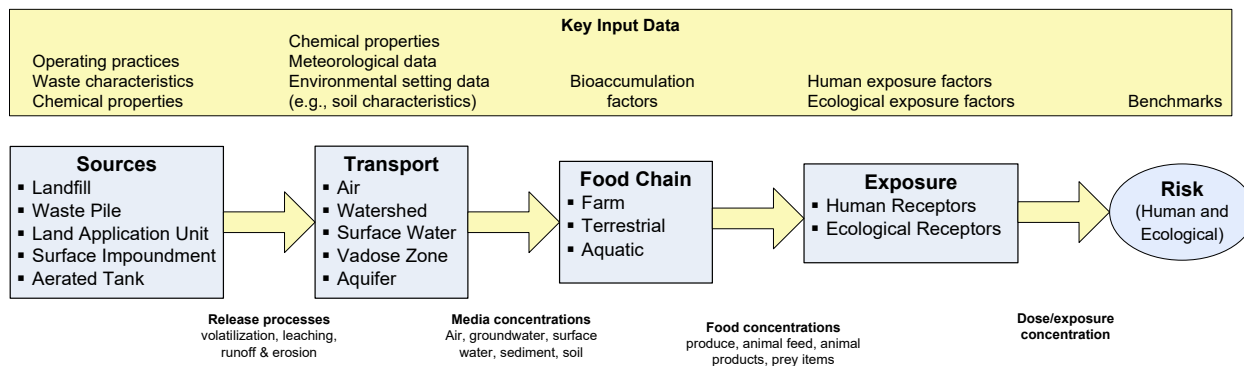 Key Input Data
Operating practices
Waste characteristics
Chemical properties
Chemical properties
Meteorological data
Environmental setting data
(e.g., soil characteristics)
Bioaccumulation
factors
Human exposure factors
Ecological exposure factors
Benchmarks
Sources
▪ Landfill
▪ Waste Pile
▪ Land Application Unit
▪ Surface Impoundment
▪ Aerated Tank
Transport
▪ Air
▪ Watershed
▪ Surface Water
▪ Vadose Zone
▪ Aquifer
Food Chain
▪ Farm
▪ Terrestrial
▪ Aquatic
Exposure
▪ Human Receptors
▪ Ecological Receptors
Risk
(Human and
Ecological)
Release processes
volatilization, leaching,
runoff & erosion
Media concentrations
Air, groundwater, surface
water, sediment, soil
Food concentrations
produce, animal feed, animal
products, prey items
Dose/exposure
concentration